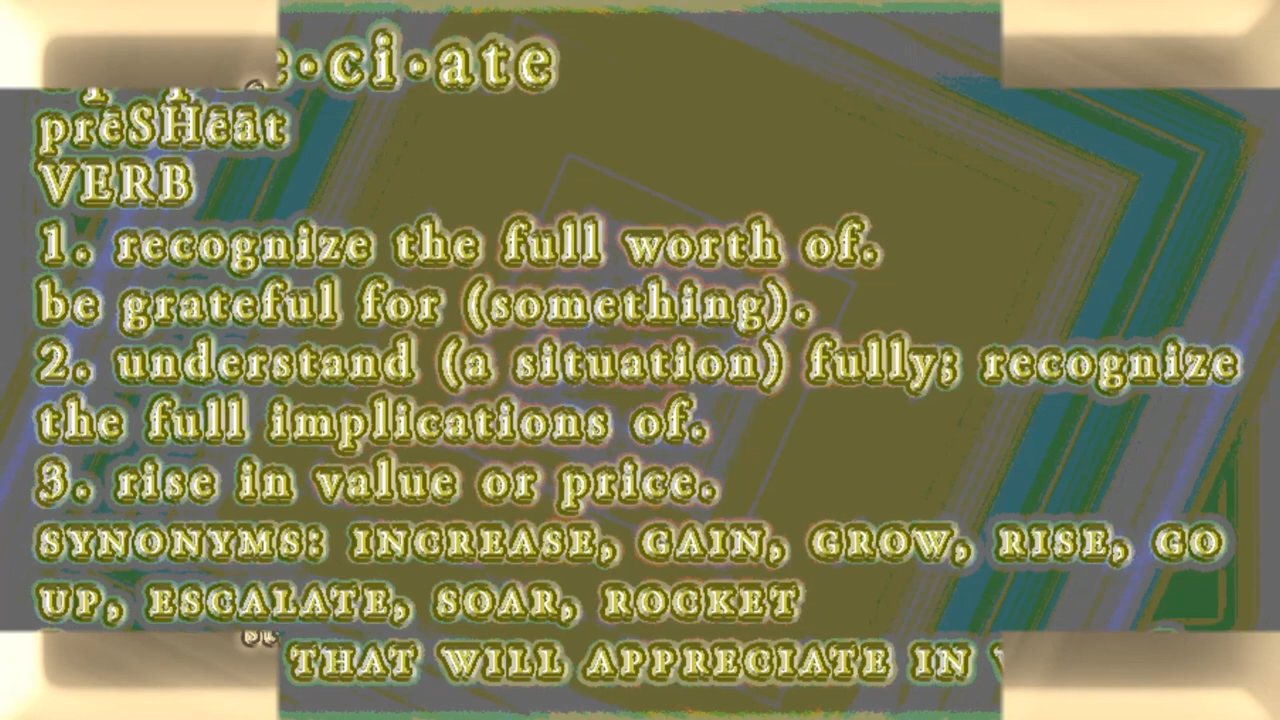 e·ci·ate
prēSHēāt
VERB
1. recognize the full worth of.
be grateful for (something).
2. understand (a situation) fully; recognize
the full implications of.
3. rise in value or price.
SYNONYMS: INCREASE, GAIN, GROW, RISE, GO
UP, ESCALATE, SOAR, ROCKET
THAT WILL APPRECIATE IN